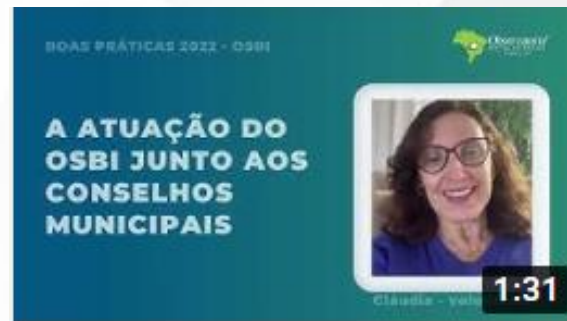 BOAS PRÁTICAS 2022 - OSBI
A ATUAÇÃO DO
OSBI JUNTO AOS
CONSELHOS
MUNICIPAIS
1:31
Cláudia -